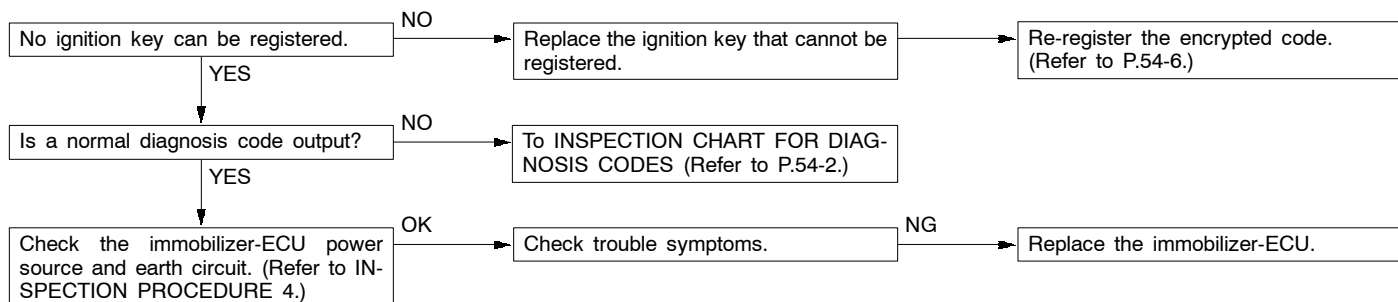 No ignition key can be registered.
NO
Replace the ignition key that cannot be
registered.
Re-register the encrypted code.
(Refer to P.54-6.)
YES
Is a normal diagnosis code output?
NO
To INSPECTION CHART FOR DIAG-
NOSIS CODES (Refer to P.54-2.)
YES
Check the immobilizer-ECU power
source and earth circuit. (Refer to IN-
SPECTION PROCEDURE 4.)
OK
Check trouble symptoms.
NG
Replace the immobilizer-ECU.